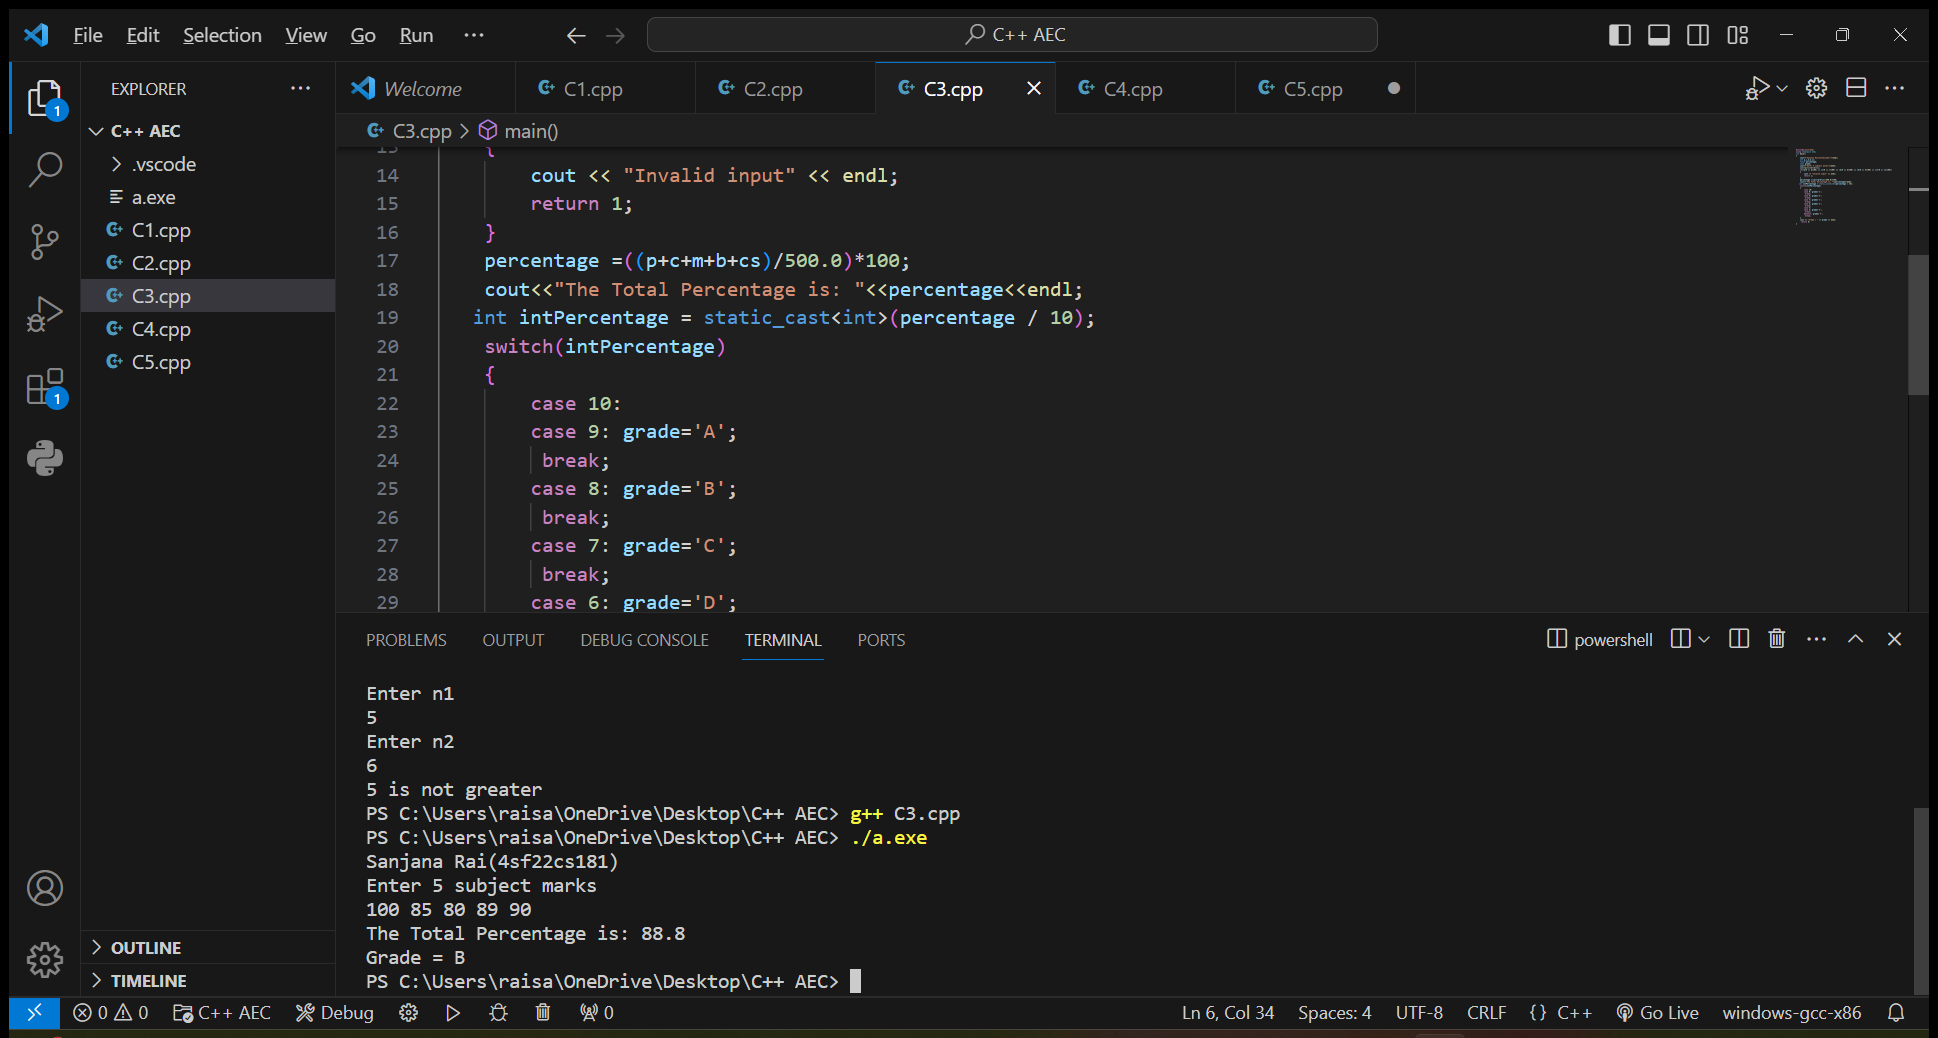 File Edit Selection View Go Run ··· C++ AEC
EXPLORER ···
Welcome C1.cpp C2.cpp C3.cpp C4.cpp C5.cpp
C++ AEC
.vscode
a.exe
C1.cpp
C2.cpp
C3.cpp
C4.cpp
C5.cpp
OUTLINE
TIMELINE
1
1
C3.cpp > main()
{
14 cout << "Invalid input" << endl;
15 return 1;
16 }
17 percentage =((p+c+m+b+cs)/500.0)*100;
18 cout<<"The Total Percentage is: "<<percentage<<endl;
19 int intPercentage = static_cast<int>(percentage / 10);
20 switch(intPercentage)
21 {
22 case 10:
23 case 9: grade='A';
24 break;
25 case 8: grade='B';
26 break;
27 case 7: grade='C';
28 break;
29 case 6: grade='D';
PROBLEMS OUTPUT DEBUG CONSOLE TERMINAL PORTS powershell
Enter n1
5
Enter n2
6
5 is not greater
PS C:\Users\raisa\OneDrive\Desktop\C++ AEC> g++ C3.cpp
PS C:\Users\raisa\OneDrive\Desktop\C++ AEC> ./a.exe
Sanjana Rai(4sf22cs181)
Enter 5 subject marks
100 85 80 89 90
The Total Percentage is: 88.8
Grade = B
PS C:\Users\raisa\OneDrive\Desktop\C++ AEC>
0 0 C++ AEC Debug 0 Ln 6, Col 34 Spaces: 4 UTF-8 CRLF {} C++ Go Live windows-gcc-x86